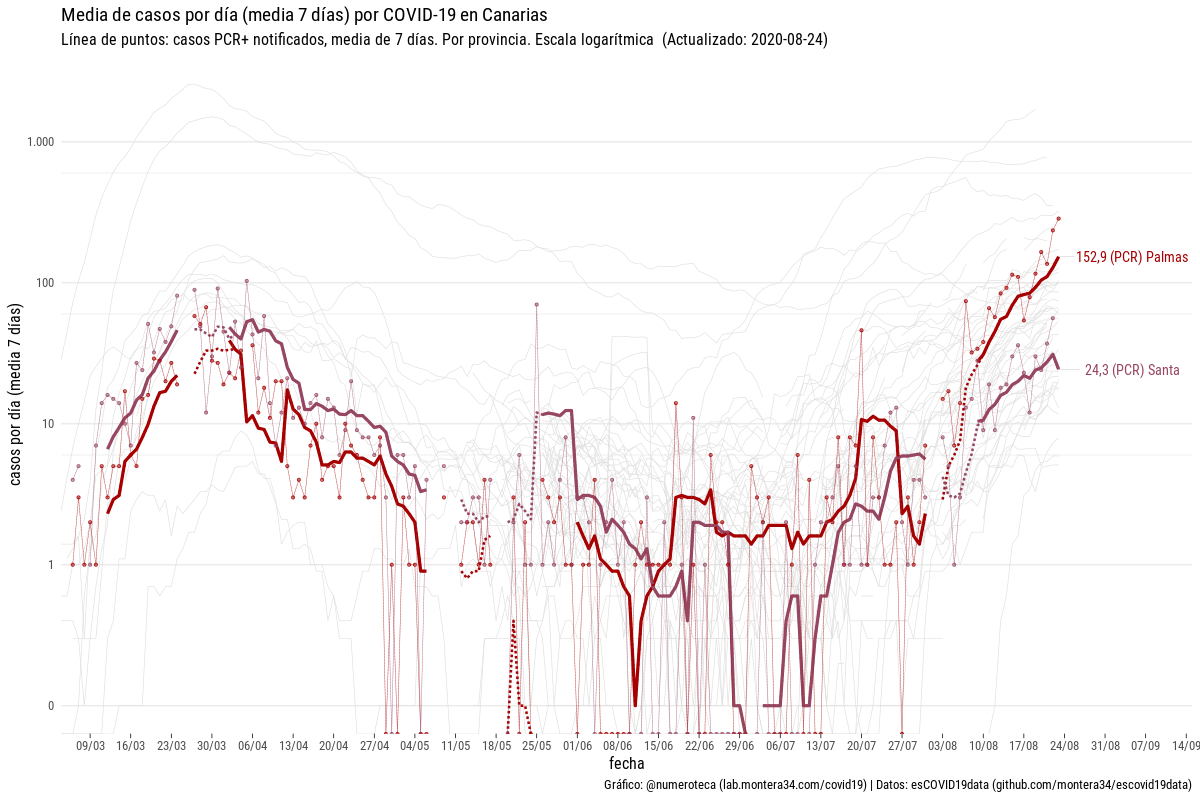 Media de casos por día (media 7 días) por COVID-19 en Canarias
Línea de puntos: casos PCR+ notificados, media de 7 días. Por provincia. Escala logarítmica  (Actualizado: 2020-08-24)
casos por día (media 7 días)
1.000
100
10
1
0
152,9 (PCR) Palmas
24,3 (PCR) Santa
09/03 16/03 23/03 30/03 06/04 13/04 20/04 27/04 04/05 11/05 18/05 25/05 01/06 08/06 15/06 22/06 29/06 06/07 13/07 20/07 27/07 03/08 10/08 17/08 24/08 31/08 07/09 14/09
fecha
Gráfico: @numeroteca (lab.montera34.com/covid19) | Datos: esCOVID19data (github.com/montera34/escovid19data)